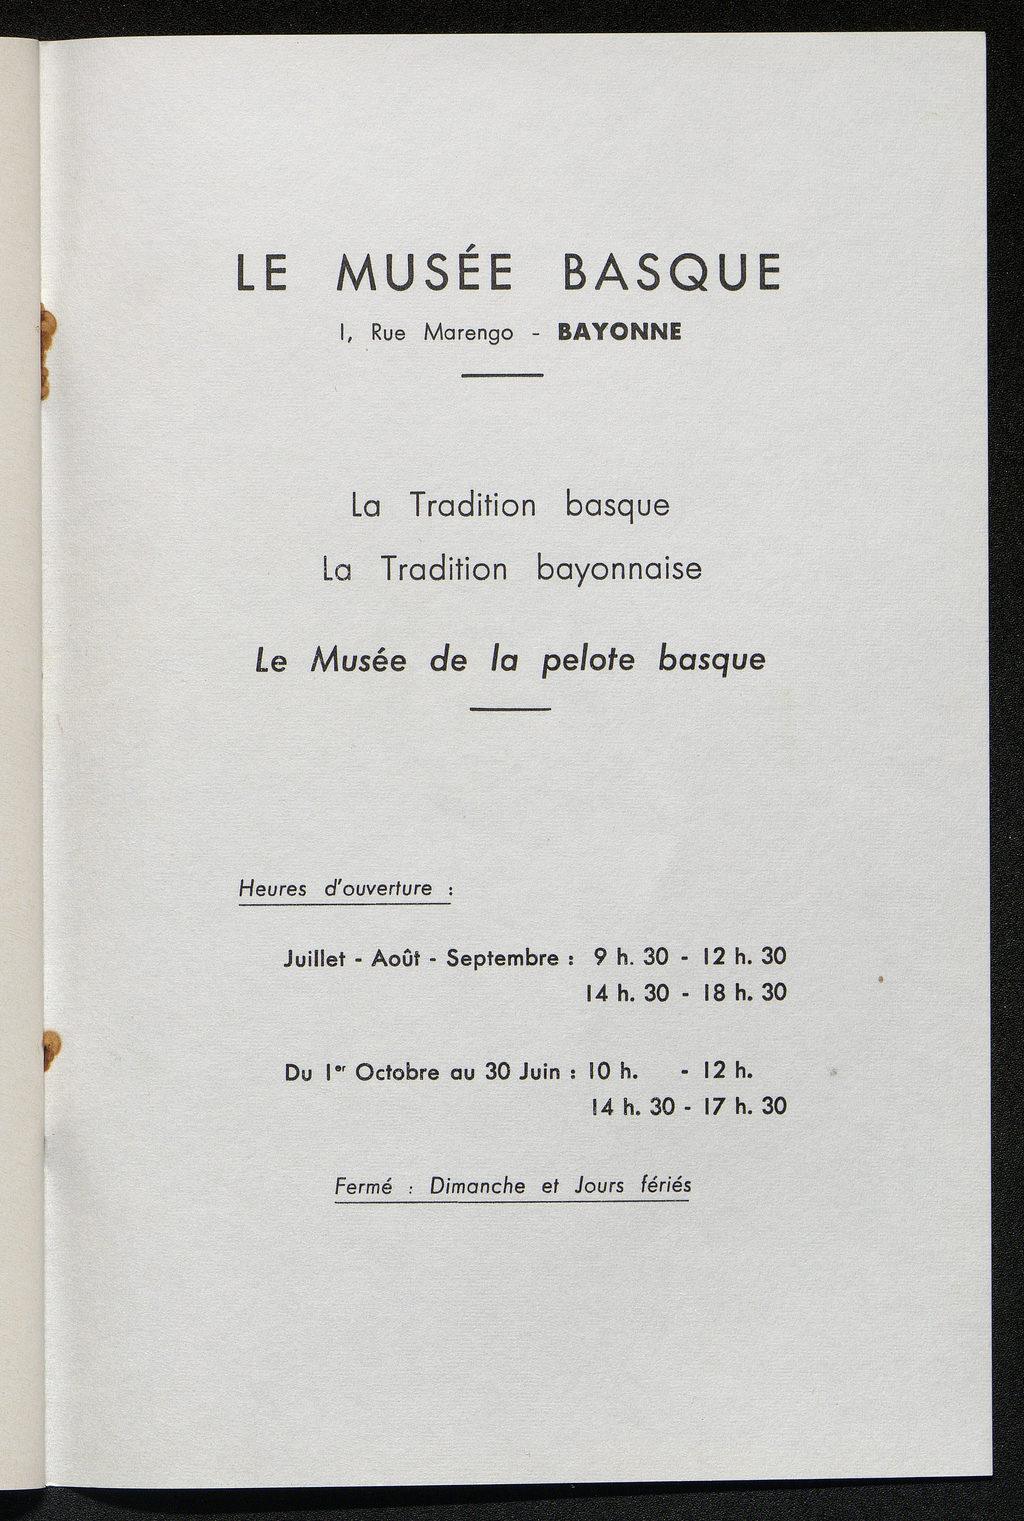 LE MUSÉE BASQUE
1, Rue Marengo - BAYONNE
La Tradition basque
La Tradition bayonnaise
Le Musée de la pelote basque
Heures d'ouverture :
Juillet - Août - Septembre : 9 h. 30 - 12 h. 30
14 h. 30 - 18 h. 30
Du 1er Octobre au 30 Juin : 10 h. - 12 h.
14 h. 30 - 17 h. 30
Fermé : Dimanche et Jours fériés